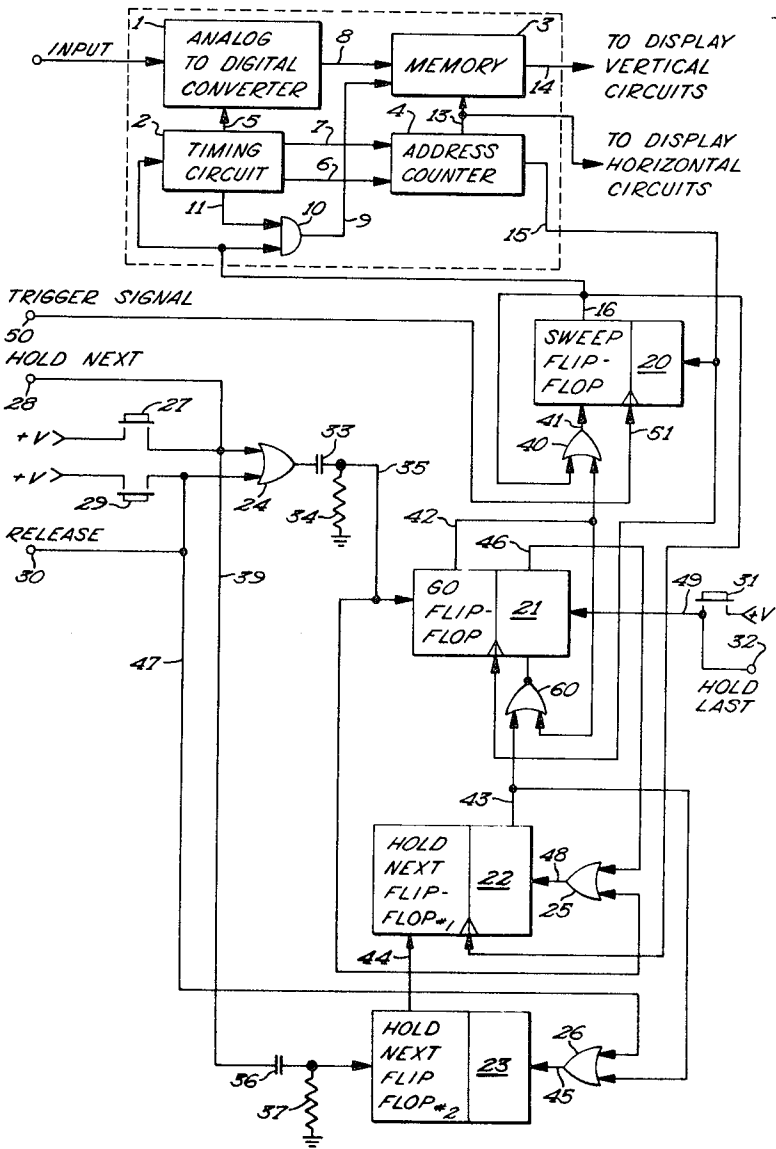 1
ANALOG
TO DIGITAL
CONVERTER
INPUT
8
3
MEMORY
14
TO DISPLAY
VERTICAL
CIRCUITS
2
5
TIMING
CIRCUIT
7
6
4
13
ADDRESS
COUNTER
TO DISPLAY
HORIZONTAL
CIRCUITS
11
10
9
15
TRIGGER SIGNAL
50
16
SWEEP
FLIP-
FLOP
20
HOLD NEXT
28
27
+V
+V
29
24
33
34
35
41
40
51
RELEASE
30
39
42
46
GO
FLIP-
FLOP
21
49
31
+V
32
HOLD
LAST
47
60
43
HOLD
NEXT
FLIP-
FLOP#1
22
48
25
44
HOLD
NEXT
FLIP
FLOP#2
23
26
45
36
37